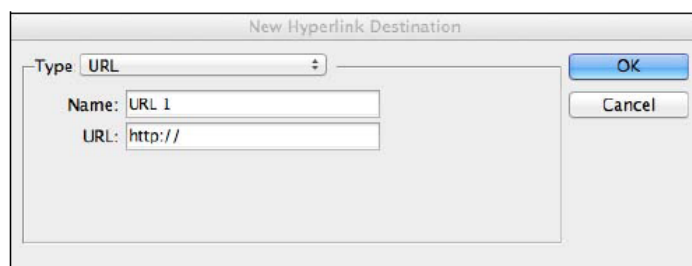 New Hyperlink Destination
Type URL
OK
Name: URL 1
Cancel
URL: http://